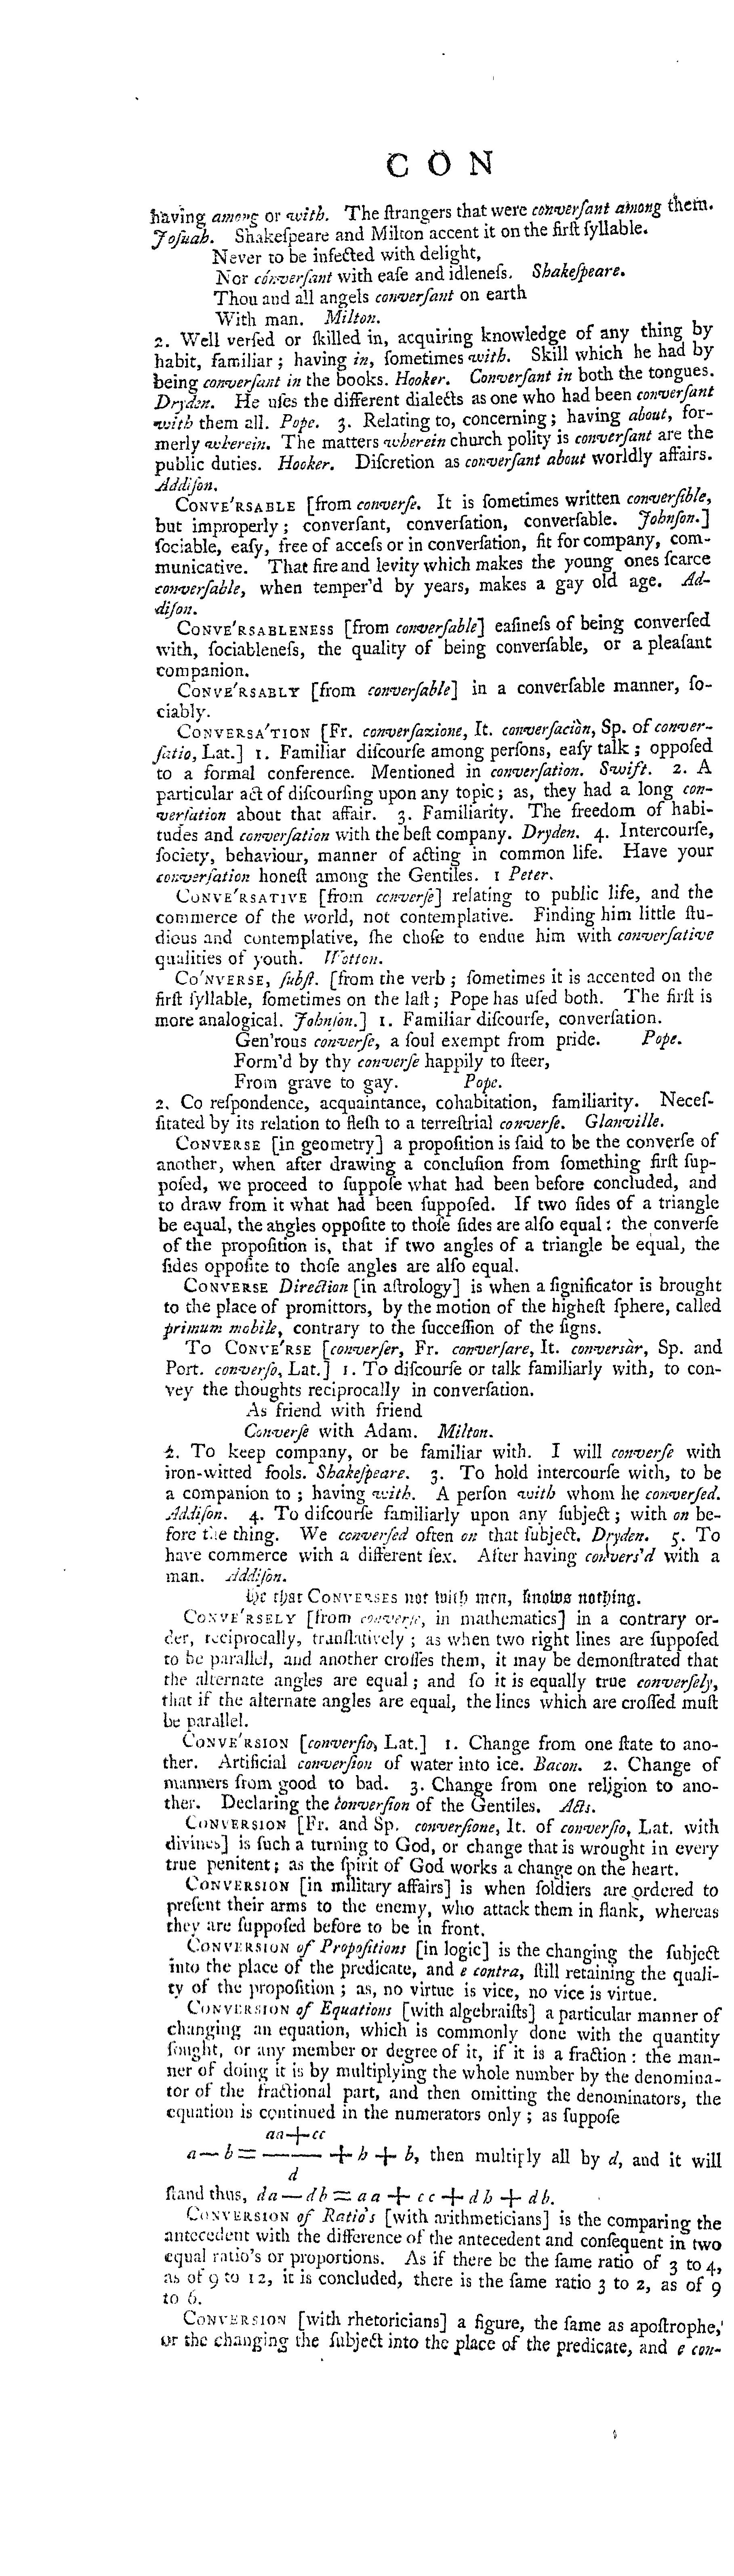 CON
having among or with. The ſtrangers that were converſant among them.
Joſuah. Shakeſpeare and Milton accent it on the firſt ſyllable.
Never to be infected with delight,
Nor cónverſant with eaſe and idleneſs. Shakeſpeare.
Thou and all angels converſant on earth
With man. Milton.
2. Well verſed or ſkilled in, acquiring knowledge of any thing by
habit, familiar; having in, ſometimes with. Skill which he had by
being converſant in the books. Hooker. Converſant in both the tongues.
Dryden. He uſes the different dialects as one who had been converſant
with them all. Pope. 3. Relating to, concerning; having about, for-
merly wherein. The matters wherein church polity is converſant are the
public duties. Hooker. Diſcretion as converſant about worldly affairs.
Addiſon.
CONVE'RSABLE [from converſe. It is ſometimes written converſible,
but improperly; converſant, converſation, converſable. Johnſon.]
ſociable, eaſy, free of acceſs or in converſation, fit for company, com-
municative. That fire and levity which makes the young ones ſcarce
converſable, when temper'd by years, makes a gay old age. Ad-
diſon.
CONVE'RSABLENESS [from converſable] eaſineſs of being converſed
with, ſociableneſs, the quality of being converſable, or a pleaſant
companion.
CONVE'RSABLY [from converſable] in a converſable manner, ſo-
ciably.
CONVERSA'TION [Fr. converſazione, It. converſaciòn, Sp. of conver-
ſatio, Lat.] 1. Familiar diſcourſe among perſons, eaſy talk; oppoſed
to a formal conference. Mentioned in converſation. Swift. 2. A
particular act of diſcourſing upon any topic; as, they had a long con-
verſation about that affair. 3. Familiarity. The freedom of habi-
tudes and converſation with the beſt company. Dryden. 4. Intercourſe,
ſociety, behaviour, manner of acting in common life. Have your
converſation honeſt among the Gentiles. 1 Peter.
CONVE'RSATIVE [from converſe] relating to public life, and the
commerce of the world, not contemplative. Finding him little ſtu-
dious and contemplative, ſhe choſe to endue him with converſative
qualities of youth. Wotton.
CO'NVERSE, ſubſt. [from the verb; ſometimes it is accented on the
firſt ſyllable, ſometimes on the laſt; Pope has uſed both. The firſt is
more analogical. Johnſon.] 1. Familiar diſcourſe, converſation.
Gen'rous converſe, a ſoul exempt from pride. Pope.
Form'd by thy converſe happily to ſteer,
From grave to gay. Pope.
2. Co reſpondence, acquaintance, cohabitation, familiarity. Neceſ-
ſitated by its relation to fleſh to a terreſtrial converſe. Glanville.
CONVERSE [in geometry] a propoſition is ſaid to be the converſe of
another, when after drawing a concluſion from ſomething firſt ſup-
poſed, we proceed to ſuppoſe what had been before concluded, and
to draw from it what had been ſuppoſed. If two ſides of a triangle
be equal, the angles oppoſite to thoſe ſides are alſo equal: the converſe
of the propoſition is, that if two angles of a triangle be equal, the
ſides oppoſite to thoſe angles are alſo equal.
CONVERSE Direction [in aſtrology] is when a ſignificator is brought
to the place of promittors, by the motion of the higheſt ſphere, called
primum mobile, contrary to the ſucceſſion of the ſigns.
To CONVE'RSE [converſer, Fr. converſare, It. conversàr, Sp. and
Port. converſo, Lat.] 1. To diſcourſe or talk familiarly with, to con-
vey the thoughts reciprocally in converſation.
As friend with friend
Converſe with Adam. Milton.
2. To keep company, or be familiar with. I will converſe with
iron-witted fools. Shakeſpeare. 3. To hold intercourſe with, to be
a companion to; having with. A perſon with whom he converſed.
Addiſon. 4. To diſcourſe familiarly upon any ſubject; with on be-
fore the thing. We converſed often on that ſubject. Dryden. 5. To
have commerce with a different ſex. After having convers'd with a
man. Addiſon.
He that CONVERSES not with men, knows nothing.
CONVE'RSELY [from converſe, in mathematics] in a contrary or-
der, reciprocally, tranſlatively; as when two right lines are ſuppoſed
to be parallel, and another croſſes them, it may be demonſtrated that
the alternate angles are equal; and ſo it is equally true converſely,
that if the alternate angles are equal, the lines which are croſſed muſt
be parallel.
CONVE'RSION [converſio, Lat.] 1. Change from one ſtate to ano-
ther. Artificial converſion of water into ice. Bacon. 2. Change of
manners from good to bad. 3. Change from one religion to ano-
ther. Declaring the converſion of the Gentiles. Acts.
CONVERSION [Fr. and Sp. converſione, It. of converſio, Lat. with
divines] is ſuch a turning to God, or change that is wrought in every
true penitent; as the ſpirit of God works a change on the heart.
CONVERSION [in military affairs] is when ſoldiers are ordered to
preſent their arms to the enemy, who attack them in flank, whereas
they are ſuppoſed before to be in front.
CONVERSION of Propoſitions [in logic] is the changing the ſubject
into the place of the predicate, and e contra, ſtill retaining the quali-
ty of the propoſition; as, no virtue is vice, no vice is virtue.
CONVERSION of Equations [with algebraiſts] a particular manner of
changing an equation, which is commonly done with the quantity
ſought, or any member or degree of it, if it is a fraction: the man-
ner of doing it is by multiplying the whole number by the denomina-
tor of the fractional part, and then omitting the denominators, the
equation is continued in the numerators only; as ſuppoſe
aa+cc
a — b = —— + h + b, then multiply all by d, and it will
d
ſtand thus, da — db = aa + cc + dh + db.
CONVERSION of Ratio's [with arithmeticians] is the comparing the
antecedent with the difference of the antecedent and conſequent in two
equal ratio's or proportions. As if there be the ſame ratio of 3 to 4,
as of 9 to 12, it is concluded, there is the ſame ratio 3 to 2, as of 9
to 6.
CONVERSION [with rhetoricians] a figure, the ſame as apoſtrophe,
or the changing the ſubject into the place of the predicate, and e con-